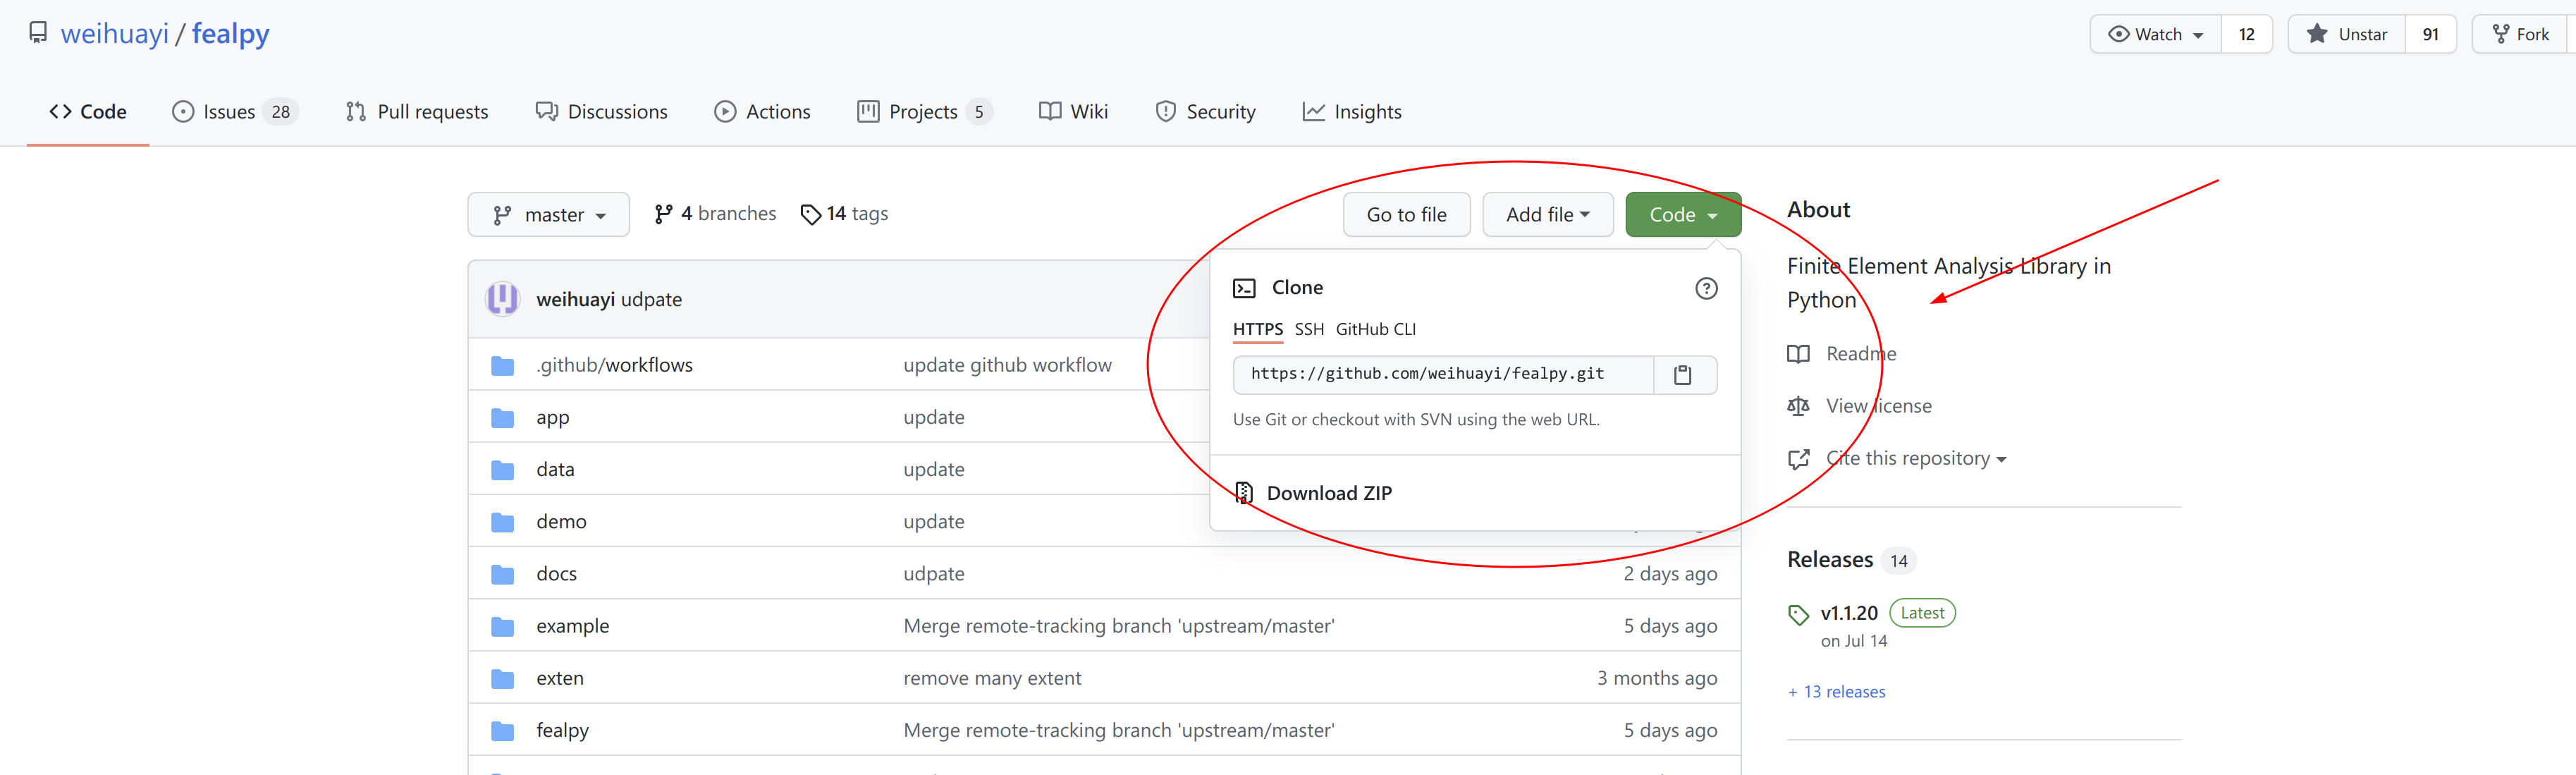 weihuayi / fealpy
Watch 12 Unstar 91 Fork
Code Issues 28 Pull requests Discussions Actions Projects 5 Wiki Security Insights
master 4 branches 14 tags Go to file Add file Code
weihuayi udpate
.github/workflows update github workflow
app update
data update
demo update
docs udpate 2 days ago
example Merge remote-tracking branch 'upstream/master' 5 days ago
exten remove many extent 3 months ago
fealpy Merge remote-tracking branch 'upstream/master' 5 days ago
Clone
HTTPS SSH GitHub CLI
https://github.com/weihuayi/fealpy.git
Use Git or checkout with SVN using the web URL.
Download ZIP
About
Finite Element Analysis Library in
Python
Readme
View license
Cite this repository
Releases 14
v1.1.20 Latest
on Jul 14
+ 13 releases